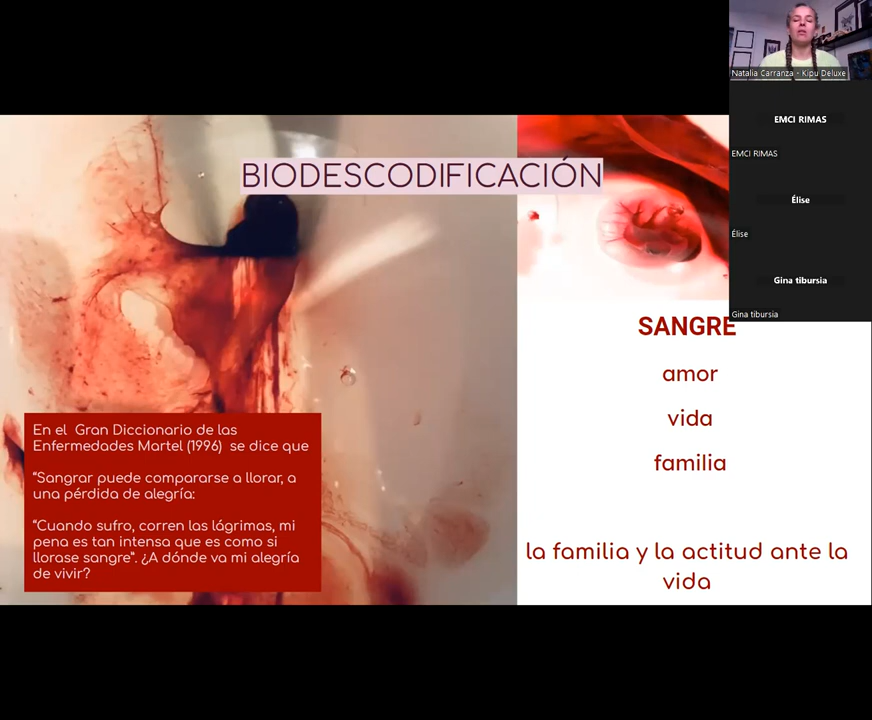 BIODESCODIFICACIÓN
En el Gran Diccionario de las
Enfermedades Martel (1996) se dice que
“Sangrar puede compararse a llorar, a
una pérdida de alegría:
“Cuando sufro, corren las lágrimas, mi
pena es tan intensa que es como si
llorase sangre”. ¿A dónde va mi alegría
de vivir?
SANGRE
amor
vida
familia
la familia y la actitud ante la
vida
Natalia Carranza - Kipu Deluxe
EMCI RIMAS
EMCI RIMAS
Élise
Élise
Gina tibursia
Gina tibursia